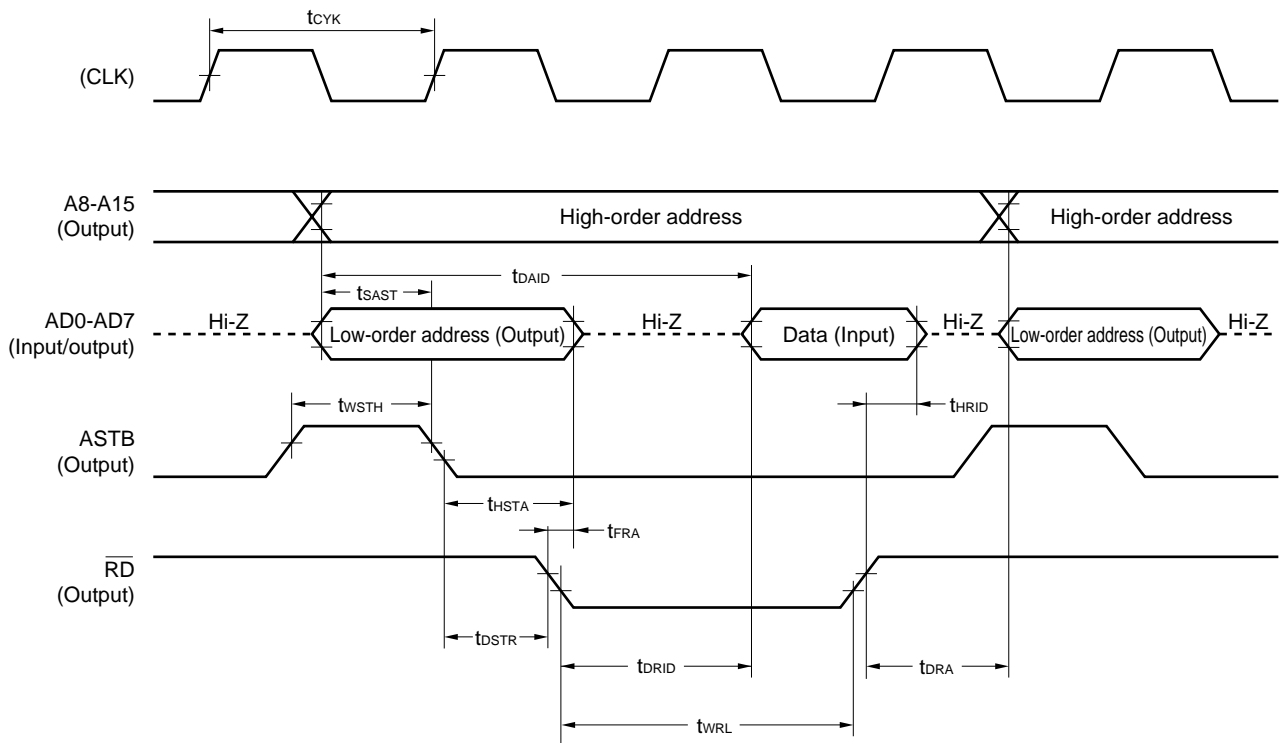 tCYK
(CLK)
A8-A15
(Output)
High-order address
High-order address
tDAID
tSAST
AD0-AD7
(Input/output)
Hi-Z
Low-order address (Output)
Hi-Z
Data (Input)
Hi-Z
Low-order address (Output)
Hi-Z
tWSTH
tHRID
ASTB
(Output)
tHSTA
tFRA
RD
(Output)
tDSTR
tDRID
tDRA
tWRL